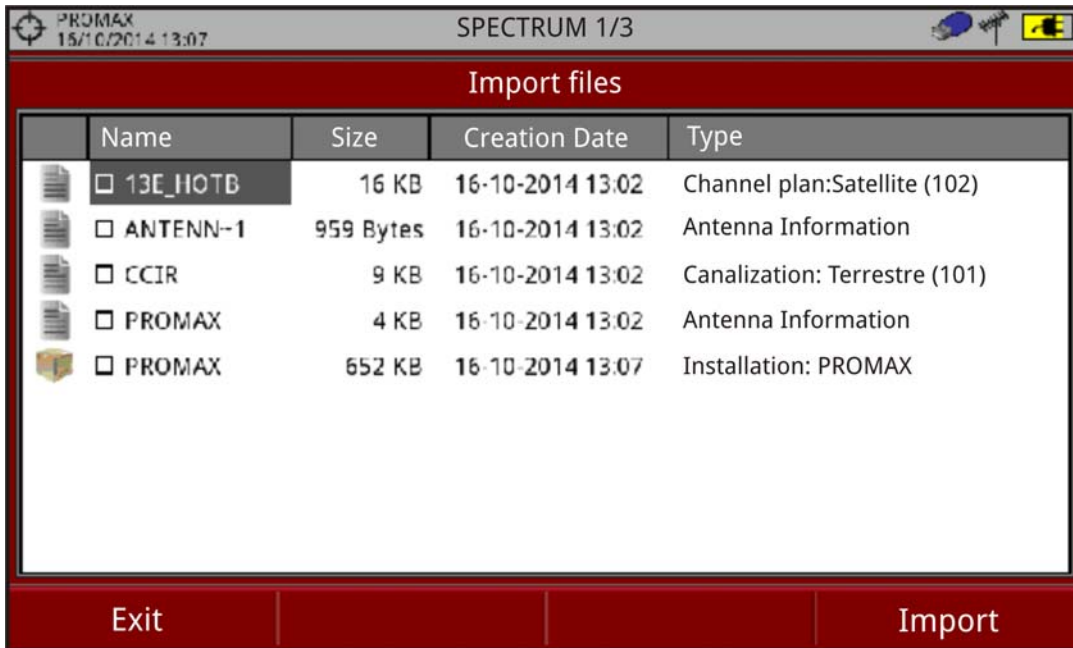 PROMAX
16/10/2014 13:07
SPECTRUM 1/3
Import files
Name Size Creation Date Type
13E_HOTB 16 KB 16-10-2014 13:02 Channel plan:Satellite (102)
ANTENN~1 959 Bytes 16-10-2014 13:02 Antenna Information
CCIR 9 KB 16-10-2014 13:02 Canalization: Terrestre (101)
PROMAX 4 KB 16-10-2014 13:02 Antenna Information
PROMAX 652 KB 16-10-2014 13:07 Installation: PROMAX
Exit Import